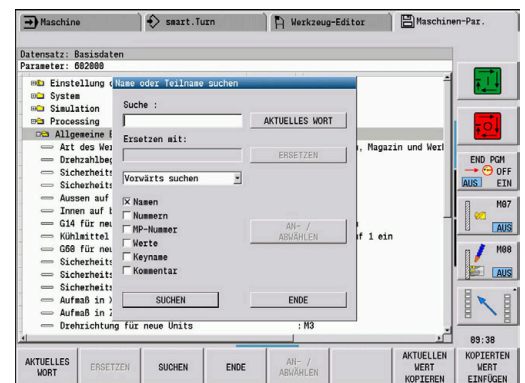 Maschine
smart.Turn
Werkzeug-Editor
Maschinen-Par.
Datensatz: Basisdaten
Parameter: 602000
Einstellung
System
Simulation
Processing
Allgemeine
Art des
Drehzahlbeg
Sicherheits
Sicherheits
Aussen auf
Innen auf
G14 für neu
Kühlmittel
G60 für neu
Sicherheits
Sicherheits
Sicherheits
Aufmaß in
Aufmaß in
Drehrichtung für neue Units : M3
, Magazin und
f 1 ein
Name oder Teilname suchen
Suche :
AKTUELLES WORT
Ersetzen mit:
ERSETZEN
Vorwärts suchen
Namen
Nummern
MP-Nummer
Werte
Keyname
Kommentar
AN- /
ABWÄHLEN
SUCHEN
ENDE
END PGM
OFF
AUS EIN
M07
AUS
M08
AUS
09:38
AKTUELLES
WORT
ERSETZEN
SUCHEN
ENDE
AN- /
ABWÄHLEN
AKTUELLEN
WERT
KOPIEREN
KOPIERTEN
WERT
EINFÜGEN